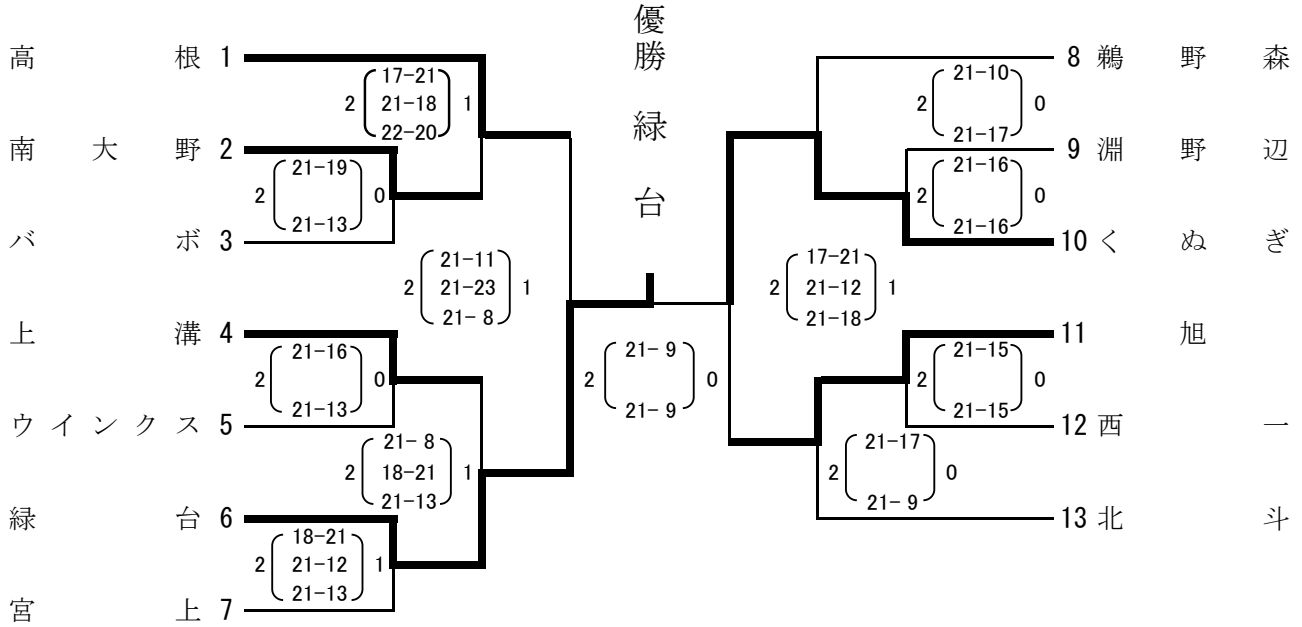 優勝 緑台
高根 1
17-21
2 21-18 1
22-20
南大野 2
21-19
2 0
21-13
バボ 3
21-11
2 21-23 1
21- 8
上溝 4
21-16
2 0
21-13
ウインクス 5
21- 8
2 18-21 1
21-13
緑台 6
18-21
2 21-12 1
21-13
宮上 7
21- 9
2 0
21- 9
8 鵜野森
21-10
2 0
21-17
9 淵野辺
21-16
2 0
21-16
10 くぬぎ
17-21
2 21-12 1
21-18
11 旭
21-15
2 0
21-15
12 西一
21-17
2 0
21- 9
13 北斗